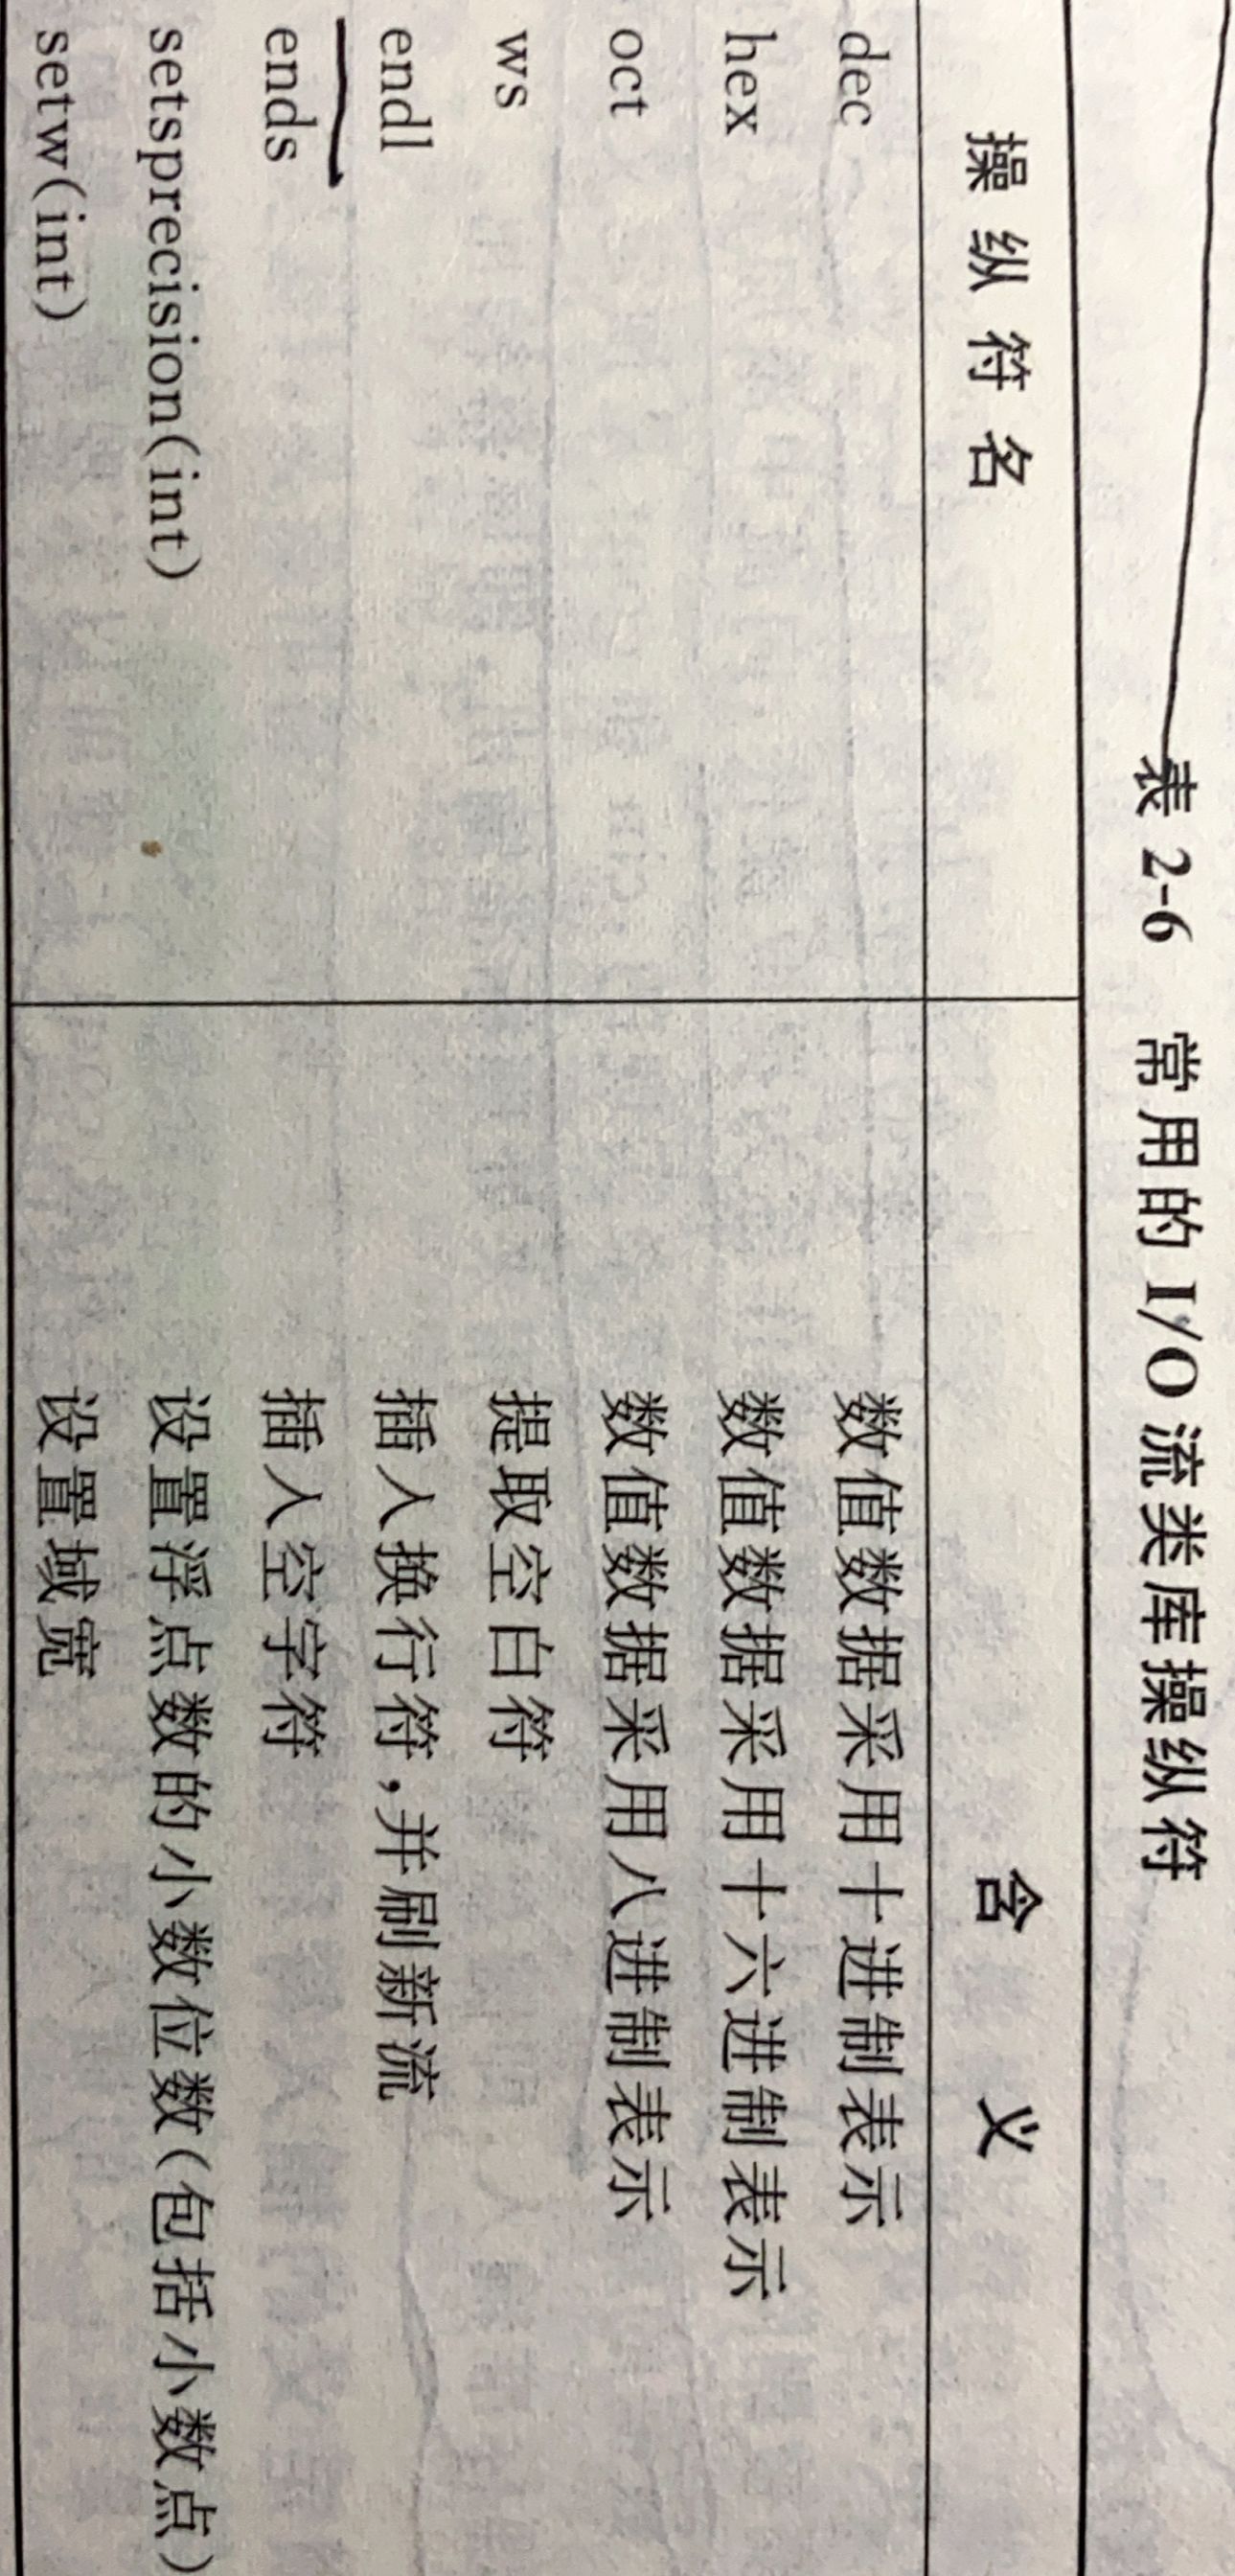 表 2-6 常用的 I/O 流类库操纵符
操纵符名 含义
dec 数值数据采用十进制表示
hex 数值数据采用十六进制表示
oct 数值数据采用八进制表示
ws 提取空白符
endl 插入换行符,并刷新流
ends 插入空字符
setsprecision(int) 设置浮点数的小数位数(包括小数点)
setw(int) 设置域宽